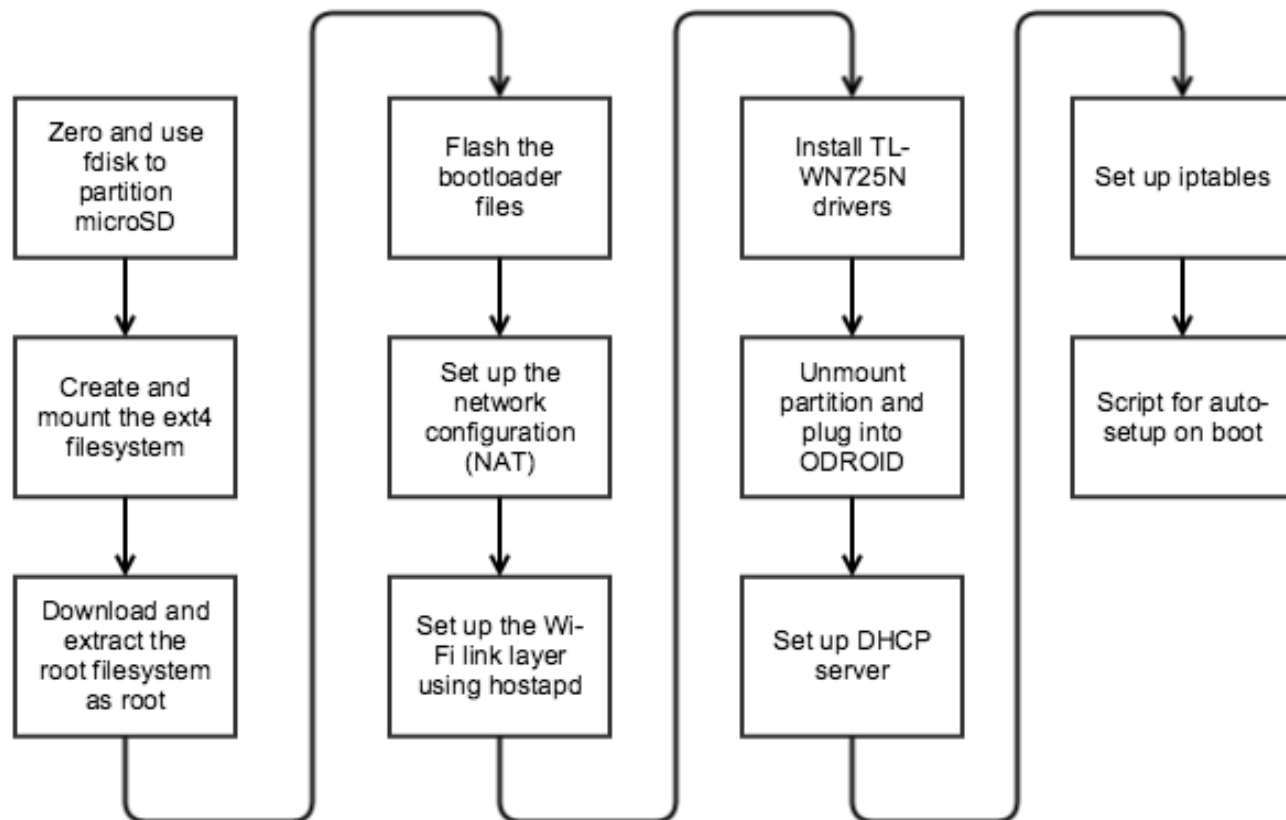 Zero and use
fdisk to
partition
microSD
Create and
mount the ext4
filesystem
Download and
extract the
root filesystem
as root
Flash the
bootloader
files
Set up the
network
configuration
(NAT)
Set up the Wi-
Fi link layer
using hostapd
Install TL-
WN725N
drivers
Unmount
partition and
plug into
ODROID
Set up DHCP
server
Set up iptables
Script for auto-
setup on boot